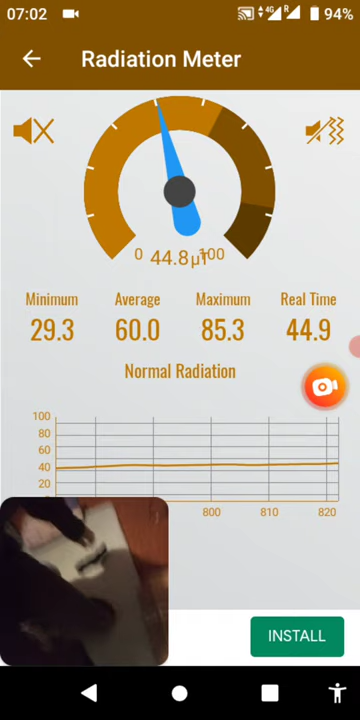 07:02 4G R 94%
Radiation Meter
0 44.8μT 100
Minimum Average Maximum Real Time
29.3 60.0 85.3 44.9
Normal Radiation
100
80
60
40
20
800 810 820
INSTALL